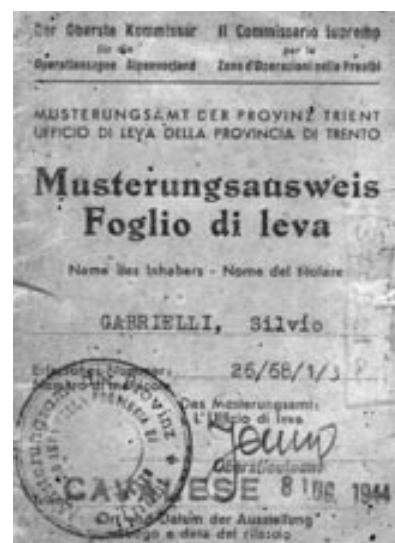 Der Oberste Kommissar Il Commissario Supremo
für die per la
Operationszone Alpenvorland Zona d'Operazioni nelle Prealpi
MUSTERUNGSAMT DER PROVINZ TRIENT
UFFICIO DI LEVA DELLA PROVINCIA DI TRENTO
Musterungsausweis
Foglio di leva
Name des Inhabers - Nome del titolare
GABRIELLI, Silvio
26/68/1/3
Das Musterungsamt:
L'Ufficio di leva
CAVALESE 8 LUG. 1944
Ort und Datum der Ausstellung
Luogo e data del rilascio